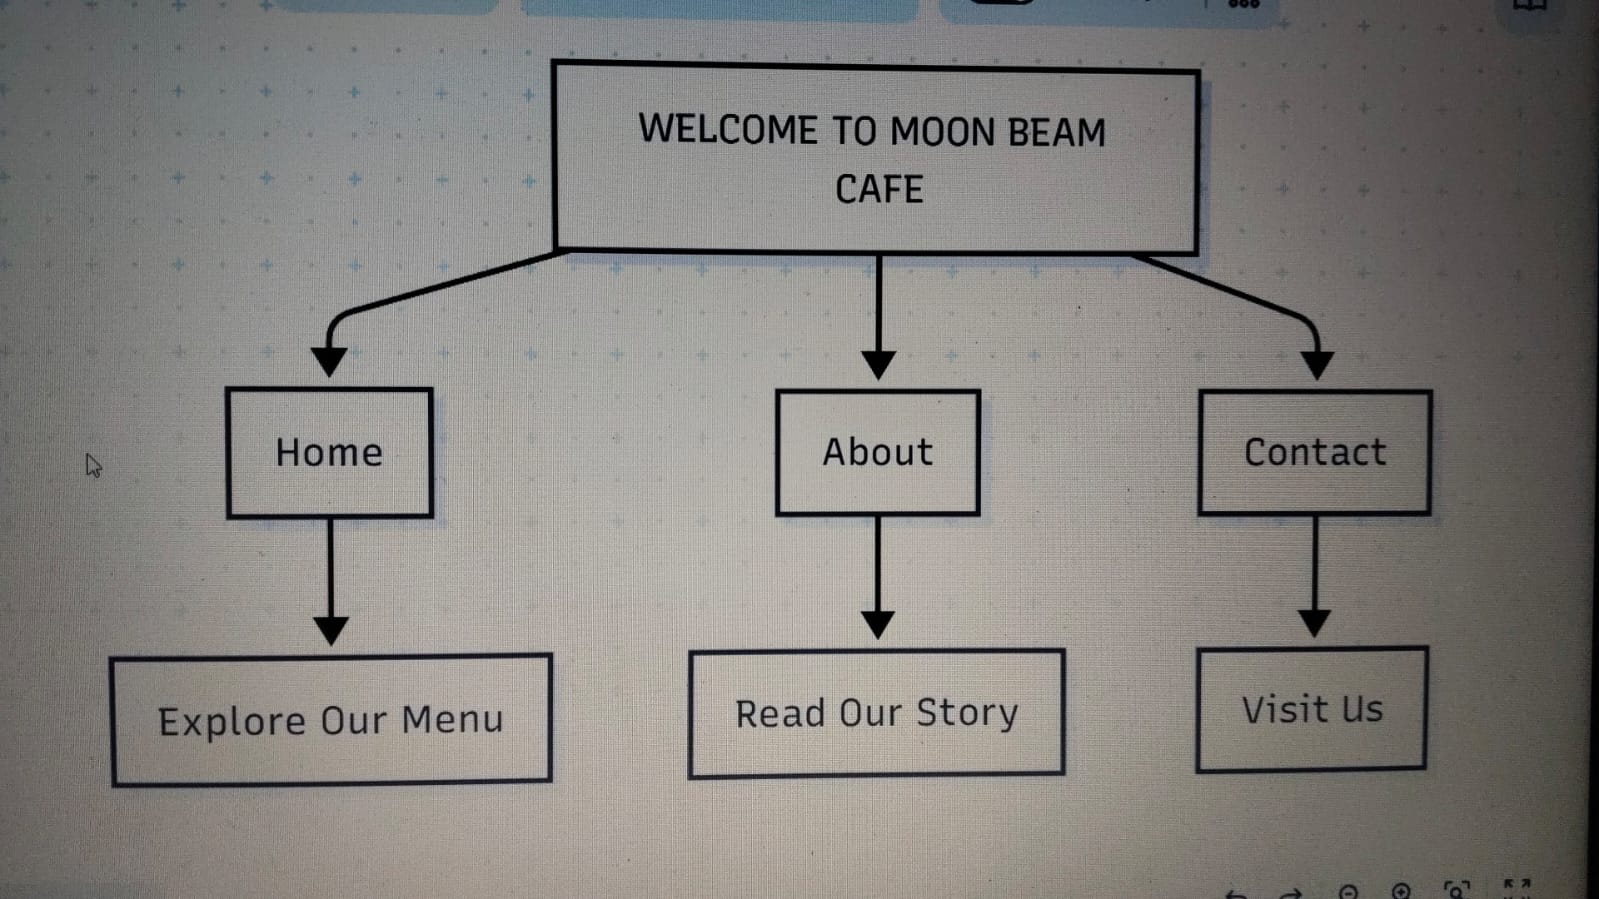 WELCOME TO MOON BEAM
CAFE
Home
About
Contact
Explore Our Menu
Read Our Story
Visit Us